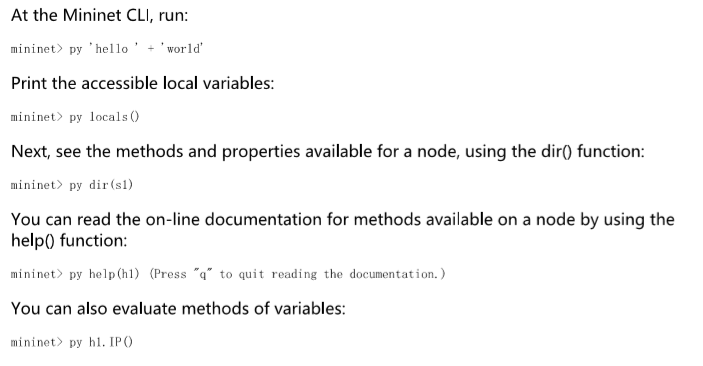 At the Mininet CLI, run:
mininet> py 'hello ' + 'world'
Print the accessible local variables:
mininet> py locals()
Next, see the methods and properties available for a node, using the dir() function:
mininet> py dir(s1)
You can read the on-line documentation for methods available on a node by using the
help() function:
mininet> py help(h1) (Press "q" to quit reading the documentation.)
You can also evaluate methods of variables:
mininet> py h1.IP()